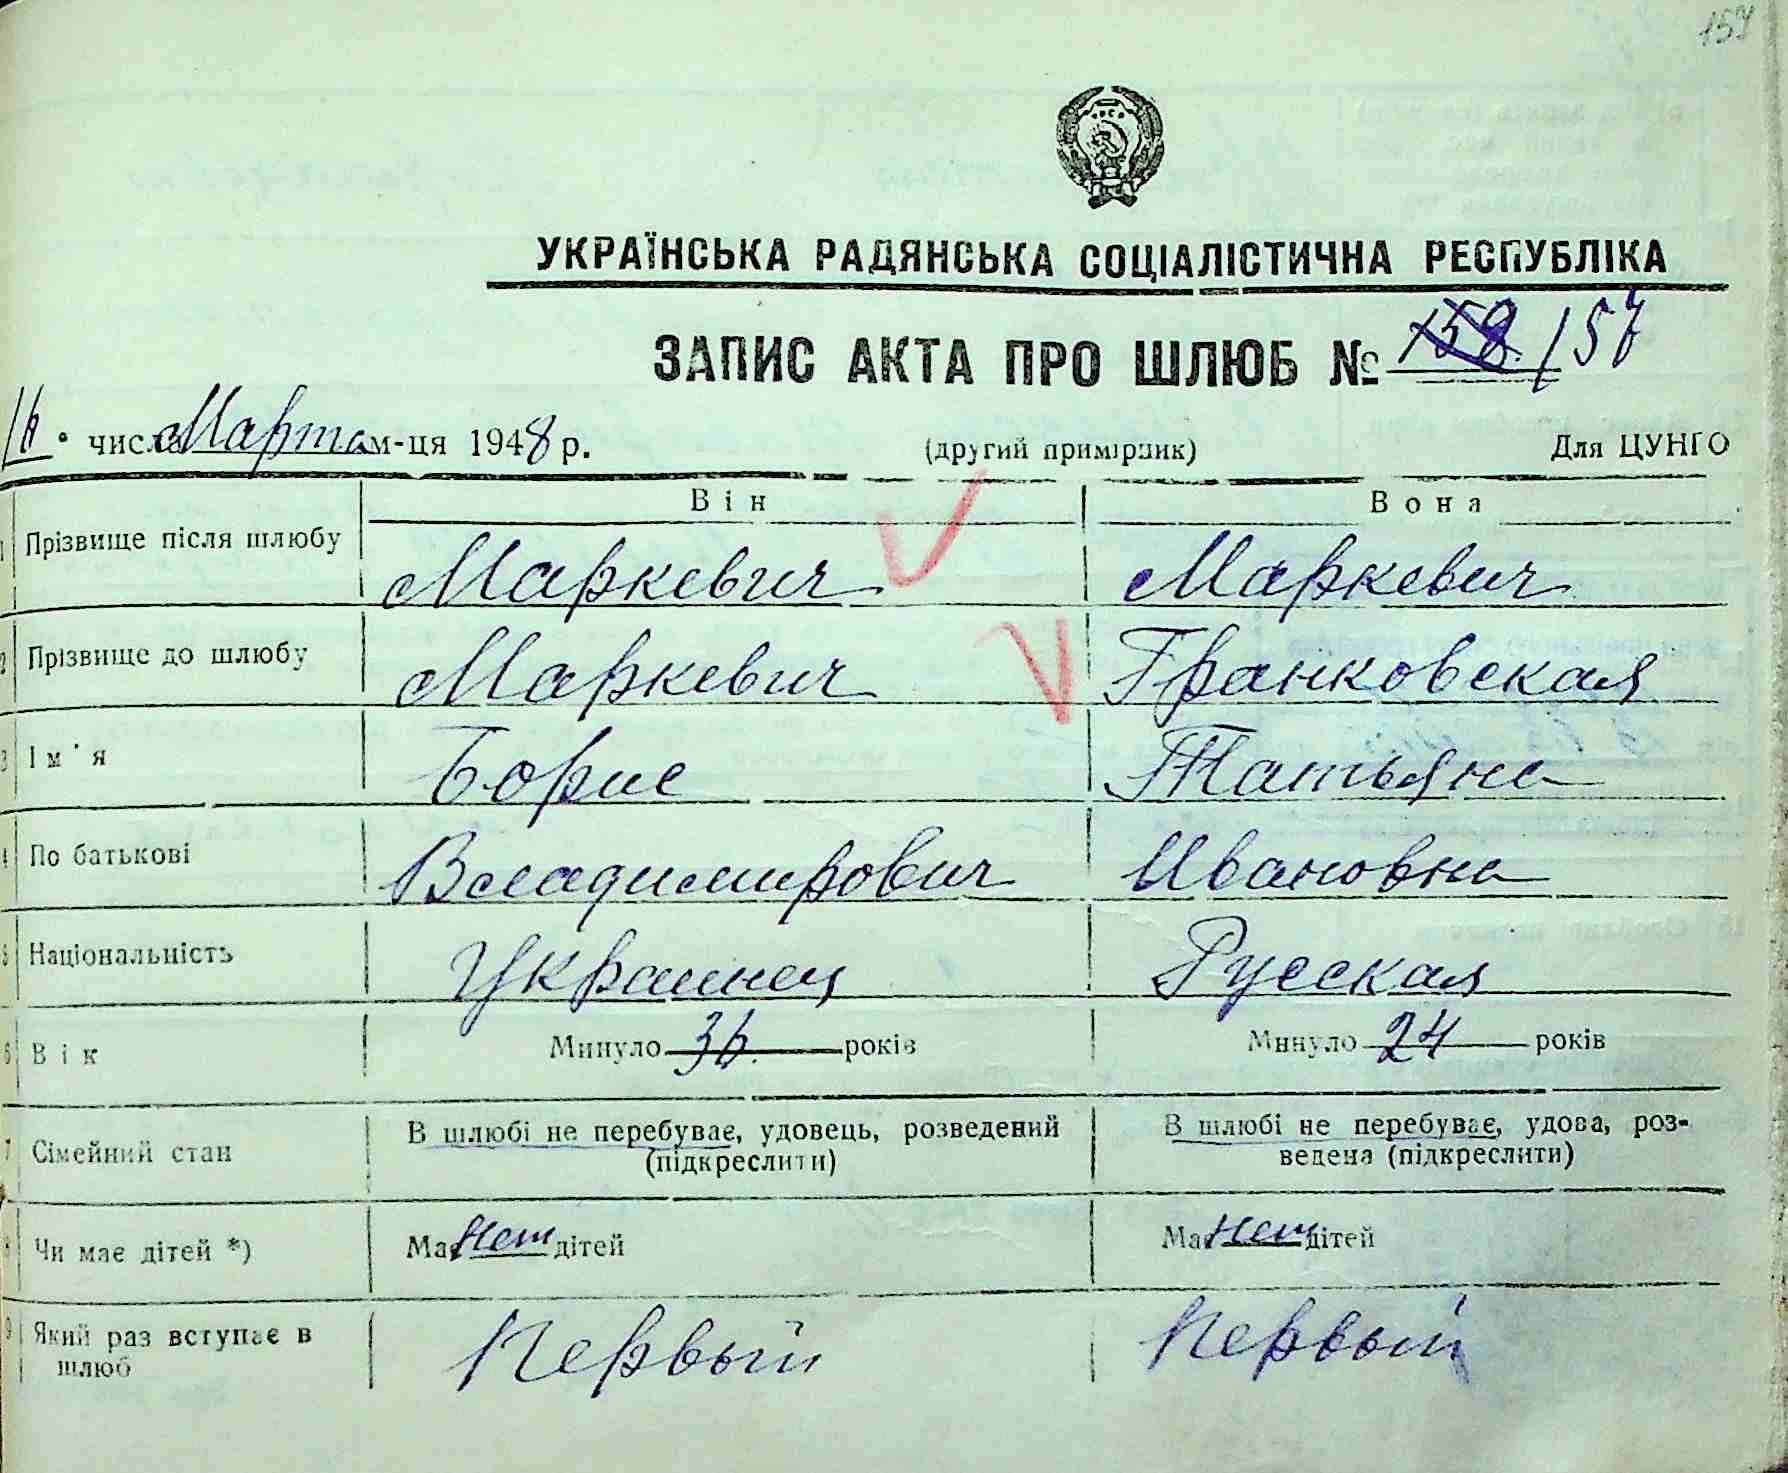 157
УКРАЇНСЬКА РАДЯНСЬКА СОЦІАЛІСТИЧНА РЕСПУБЛІКА
ЗАПИС АКТА ПРО ШЛЮБ № 158 157
16 числа Марта м-ця 1948 р. (другий примірник) Для ЦУНГО
Він Вона
1 Прізвище після шлюбу Маркевич Маркевич
2 Прізвище до шлюбу Маркевич Гранковская
3 Ім'я Борис Татьяна
4 По батькові Владимирович Ивановна
5 Національність Украинец Русская
6 Вік Минуло 36 років Минуло 24 років
7 Сімейний стан В шлюбі не перебуває, удовець, розведений В шлюбі не перебуває, удова, роз-
(підкреслити) ведена (підкреслити)
8 Чи має дітей *) Має Нет дітей Має Нет дітей
9 Який раз вступає в Первый Первый
шлюб